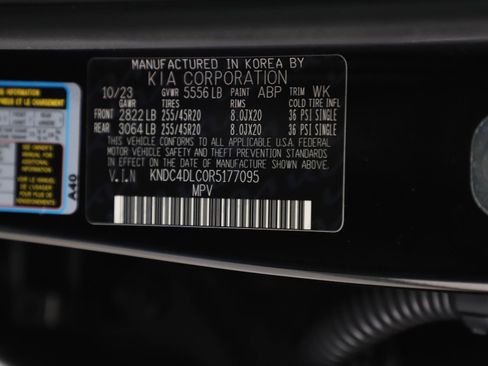 MANUFACTURED IN KOREA BY
KIA CORPORATION
10/23 GVWR 5556 LB PAINT ABP TRIM WK
GAWR TIRES RIMS COLD TIRE INFL
FRONT 2822 LB 255/45R20 8.0JX20 36 PSI SINGLE
REAR 3064 LB 255/45R20 8.0JX20 36 PSI SINGLE
THIS VEHICLE CONFORMS TO ALL APPLICABLE U.S.A FEDERAL
MOTOR VEHICLE SAFETY AND THEFT PREVENTION STANDARDS
IN EFFECT ON THE DATE OF MANUFACTURE SHOWN ABOVE.
V.I.N KNDC4DLC0R5177095
MPV
INFORMATION
A40